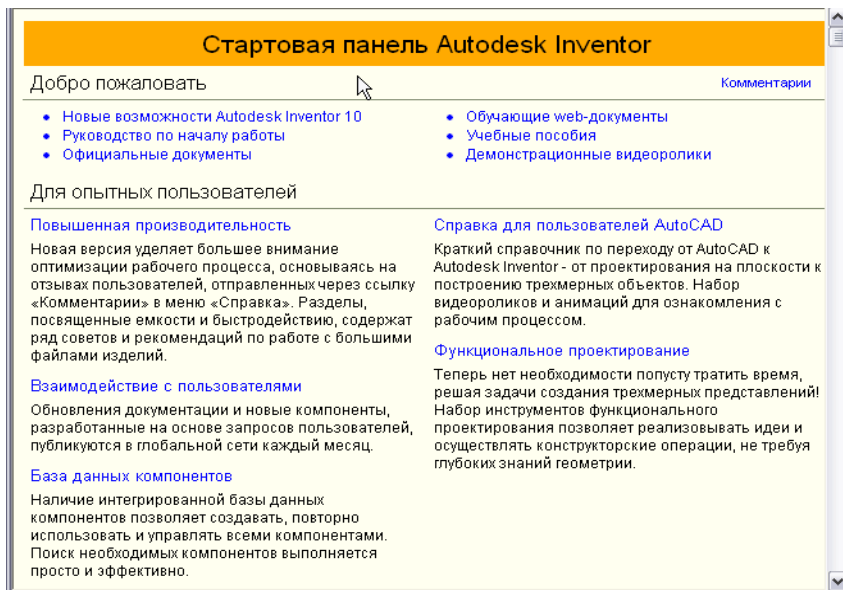 Стартовая панель Autodesk Inventor
Добро пожаловать
Комментарии
Новые возможности Autodesk Inventor 10
Руководство по началу работы
Официальные документы
Обучающие web-документы
Учебные пособия
Демонстрационные видеоролики
Для опытных пользователей
Повышенная производительность
Новая версия уделяет большее внимание
оптимизации рабочего процесса, основываясь на
отзывах пользователей, отправленных через ссылку
«Комментарии» в меню «Справка». Разделы,
посвященные емкости и быстродействию, содержат
ряд советов и рекомендаций по работе с большими
файлами изделий.
Взаимодействие с пользователями
Обновления документации и новые компоненты,
разработанные на основе запросов пользователей,
публикуются в глобальной сети каждый месяц.
База данных компонентов
Наличие интегрированной базы данных
компонентов позволяет создавать, повторно
использовать и управлять всеми компонентами.
Поиск необходимых компонентов выполняется
просто и эффективно.
Справка для пользователей AutoCAD
Краткий справочник по переходу от AutoCAD к
Autodesk Inventor - от проектирования на плоскости к
построению трехмерных объектов. Набор
видеороликов и анимаций для ознакомления с
рабочим процессом.
Функциональное проектирование
Теперь нет необходимости попусту тратить время,
решая задачи создания трехмерных представлений!
Набор инструментов функционального
проектирования позволяет реализовывать идеи и
осуществлять конструкторские операции, не требуя
глубоких знаний геометрии.